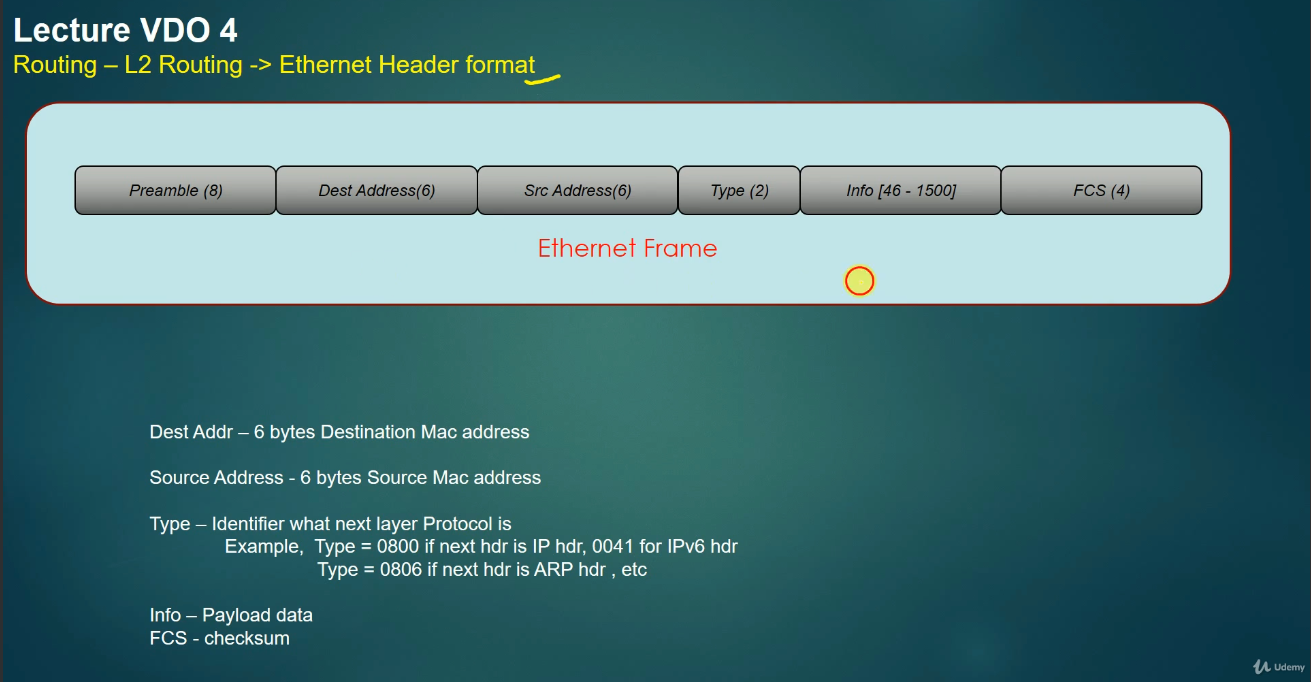 Lecture VDO 4
Routing – L2 Routing -> Ethernet Header format
Preamble (8) Dest Address(6) Src Address(6) Type (2) Info [46 - 1500] FCS (4)
Ethernet Frame
Dest Addr – 6 bytes Destination Mac address
Source Address - 6 bytes Source Mac address
Type – Identifier what next layer Protocol is
Example, Type = 0800 if next hdr is IP hdr, 0041 for IPv6 hdr
Type = 0806 if next hdr is ARP hdr , etc
Info – Payload data
FCS - checksum
Udemy